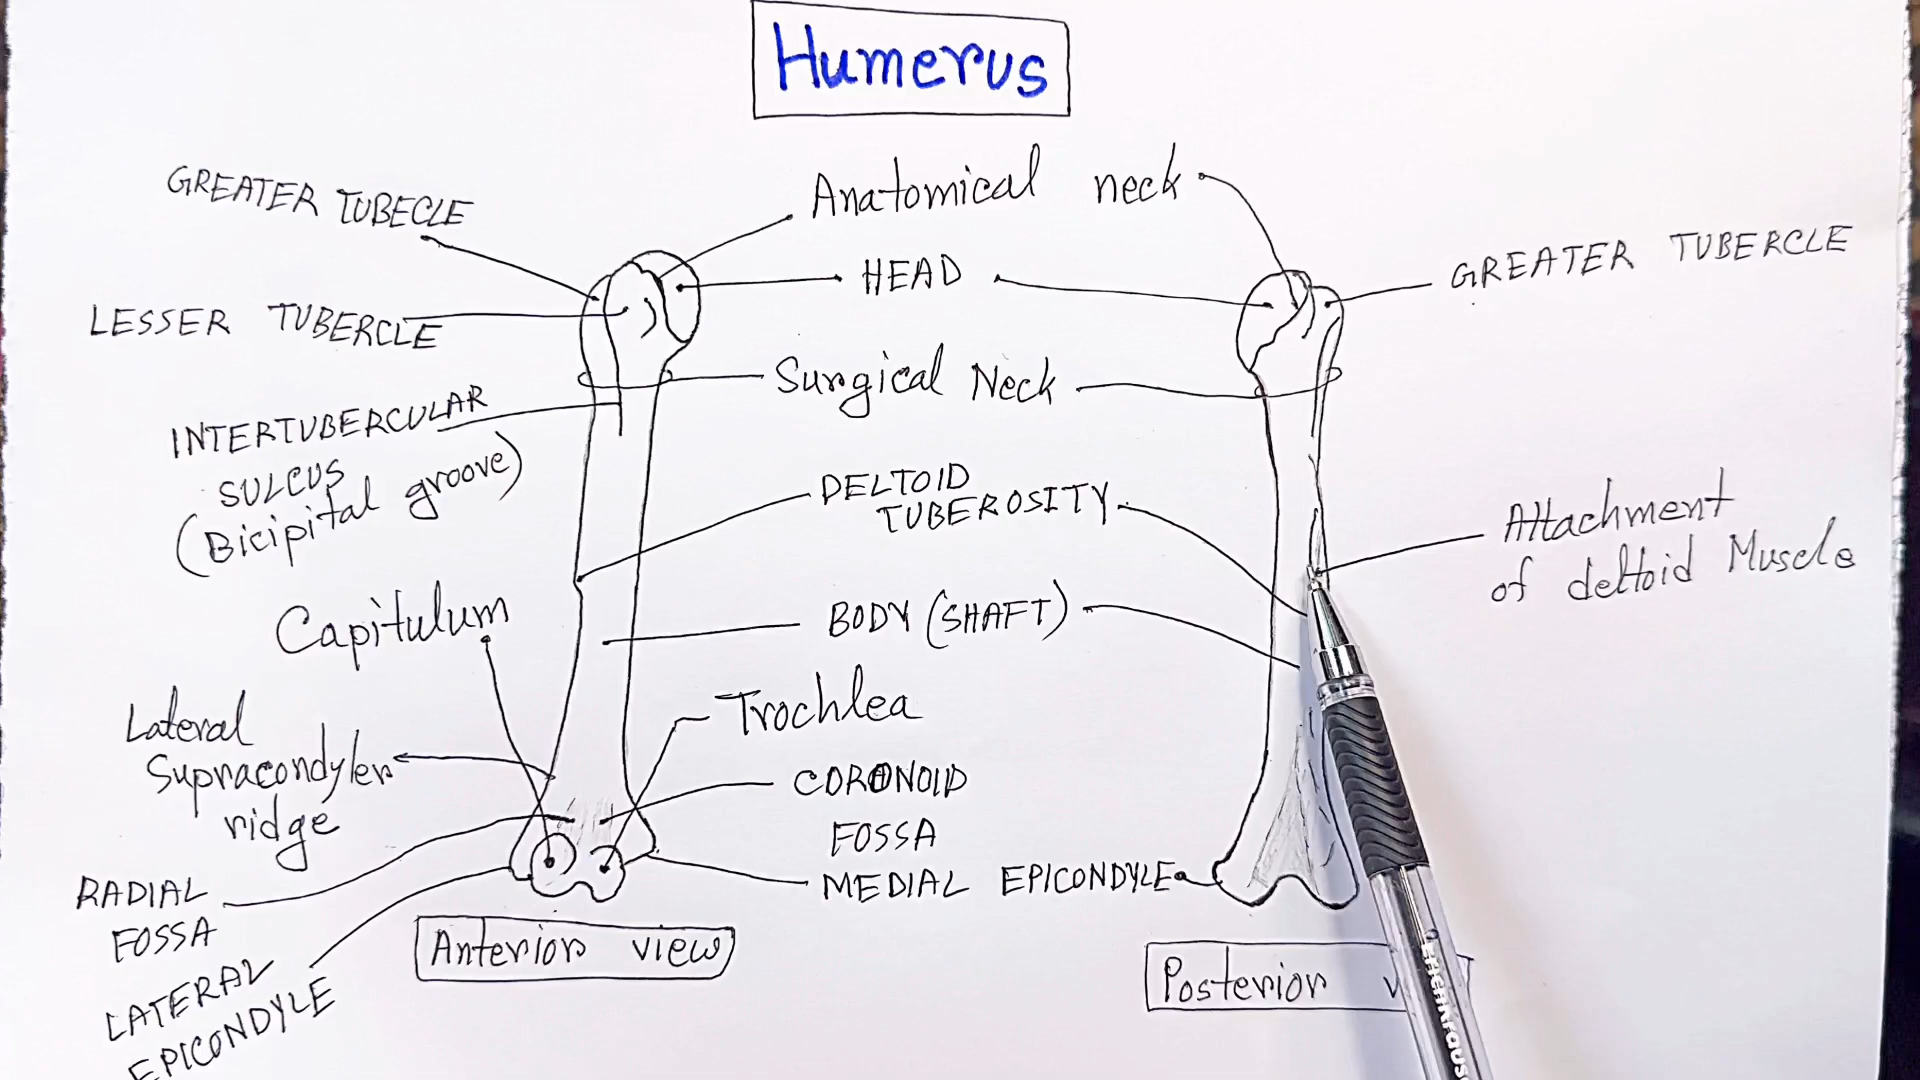 Humerus
GREATER TUBECLE
Anatomical neck
LESSER TUBERCLE
HEAD
GREATER TUBERCLE
Surgical Neck
INTERTUBERCULAR
SULCUS
(Bicipital groove)
DELTOID
TUBEROSITY
Attachment
of deltoid Muscle
Capitulum
BODY (SHAFT)
Lateral
Supracondyler
ridge
Trochlea
CORONOID
FOSSA
RADIAL
FOSSA
MEDIAL EPICONDYLE
LATERAL
EPICONDYLE
Anterior view
Posterior v